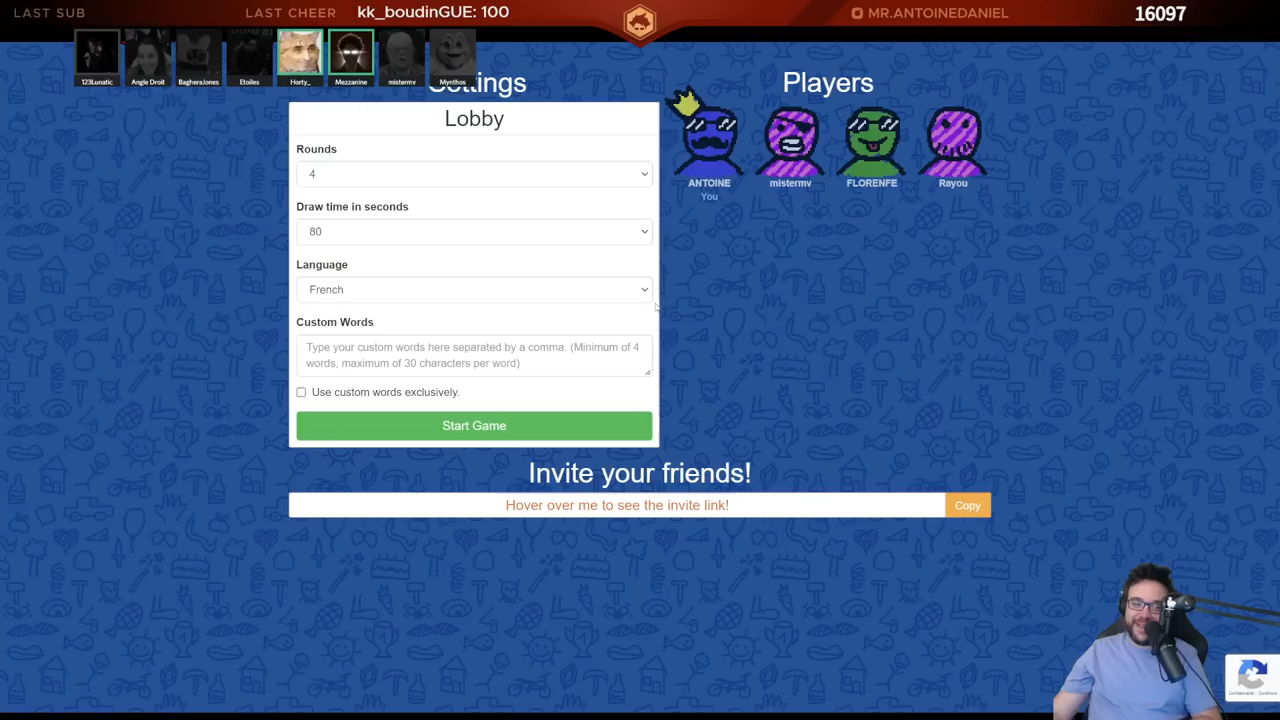 LAST SUB
LAST CHEER
kk_boudinGUE: 100
MR.ANTOINEDANIEL
16097
123Lunatic
Angle Droit
BagheraJones
Etoiles
Horty_
Mezzanine
mistermv
Mynthos
Settings
Players
Lobby
Rounds
4
Draw time in seconds
80
Language
French
Custom Words
Type your custom words here separated by a comma. (Minimum of 4
words, maximum of 30 characters per word)
Use custom words exclusively.
Start Game
ANTOINE
You
mistermv
FLORENFE
Rayou
Invite your friends!
Hover over me to see the invite link!
Copy